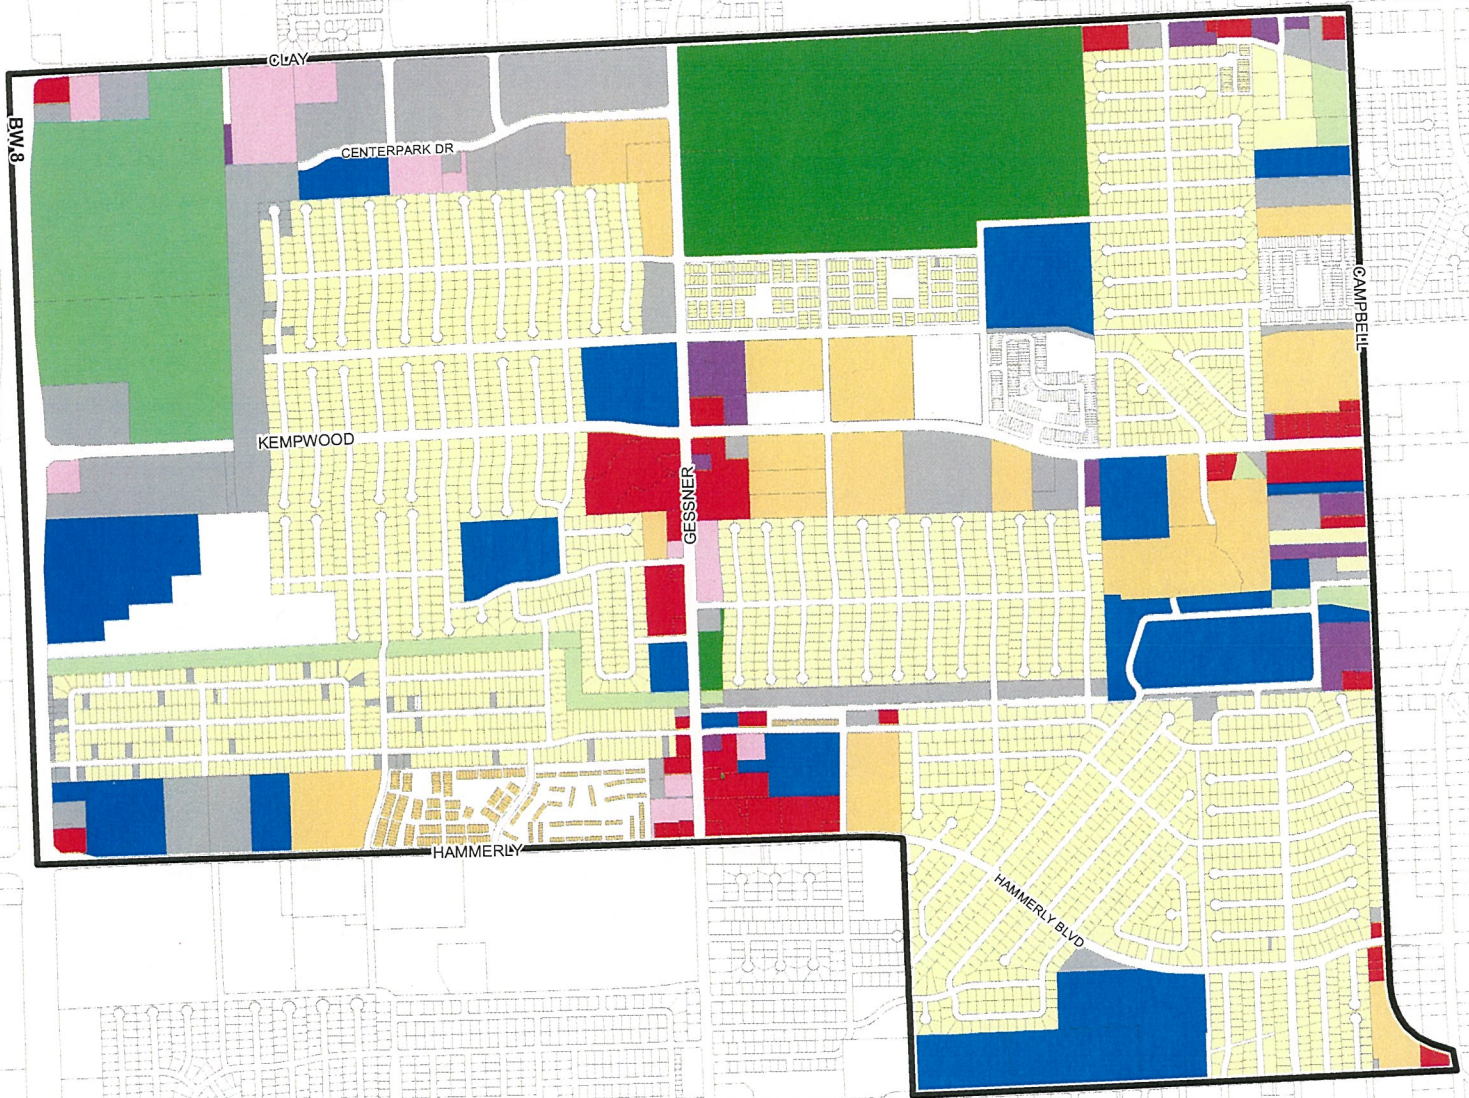 CLAY
BW.8
CENTERPARK DR
CAMPBELL
KEMPWOOD
GESSNER
HAMMERLY
HAMMERLY BLVD